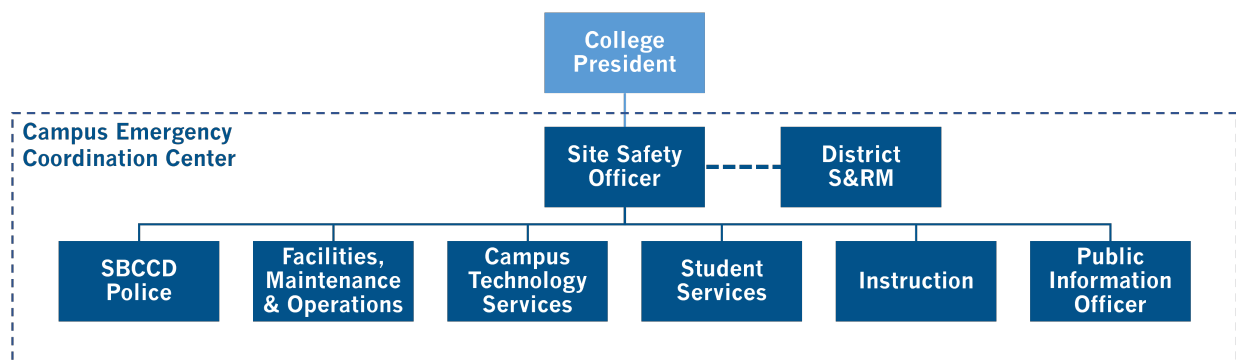 College
President
Campus Emergency
Coordination Center
Site Safety
Officer
District
S&RM
SBCCD
Police
Facilities,
Maintenance
& Operations
Campus
Technology
Services
Student
Services
Instruction
Public
Information
Officer